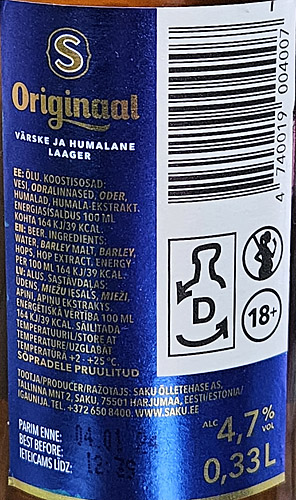 S
Originaal
VÄRSKE JA HUMALANE
LAAGER
EE: ÕLU. KOOSTISOSAD:
VESI, ODRALINNASED, ODER,
HUMALAD, HUMALA-EKSTRAKT.
ENERGIASISALDUS 100 ML
KOHTA 164 KJ/39 KCAL.
EN: BEER. INGREDIENTS:
WATER, BARLEY MALT, BARLEY,
HOPS, HOP EXTRACT. ENERGY
PER 100 ML 164 KJ/39 KCAL.
LV: ALUS. SASTĀVDAĻAS:
ŪDENS, MIEŽU IESALS, MIEŽI,
APIŅI, APIŅU EKSTRAKTS.
ENERĢĒTISKĀ VĒRTĪBA 100 ML
164 KJ/39 KCAL. SÄILITADA
TEMPERATUURIL/STORE AT
TEMPERATURE/UZGLABĀT
TEMPERATŪRĀ +2 - +25 °C.
SÕPRADELE PRUULITUD
TOOTJA/PRODUCER/RAŽOTĀJS: SAKU ÕLLETEHASE AS,
TALLINNA MNT 2, SAKU, 75501 HARJUMAA, EESTI/ESTONIA/
IGAUNIJA. TEL. +372 650 8400. WWW.SAKU.EE
PARIM ENNE:
BEST BEFORE:
IETEICAMS LĪDZ:
ALC 4,7% VOL
0,33L
4 740019 004007
D
18+